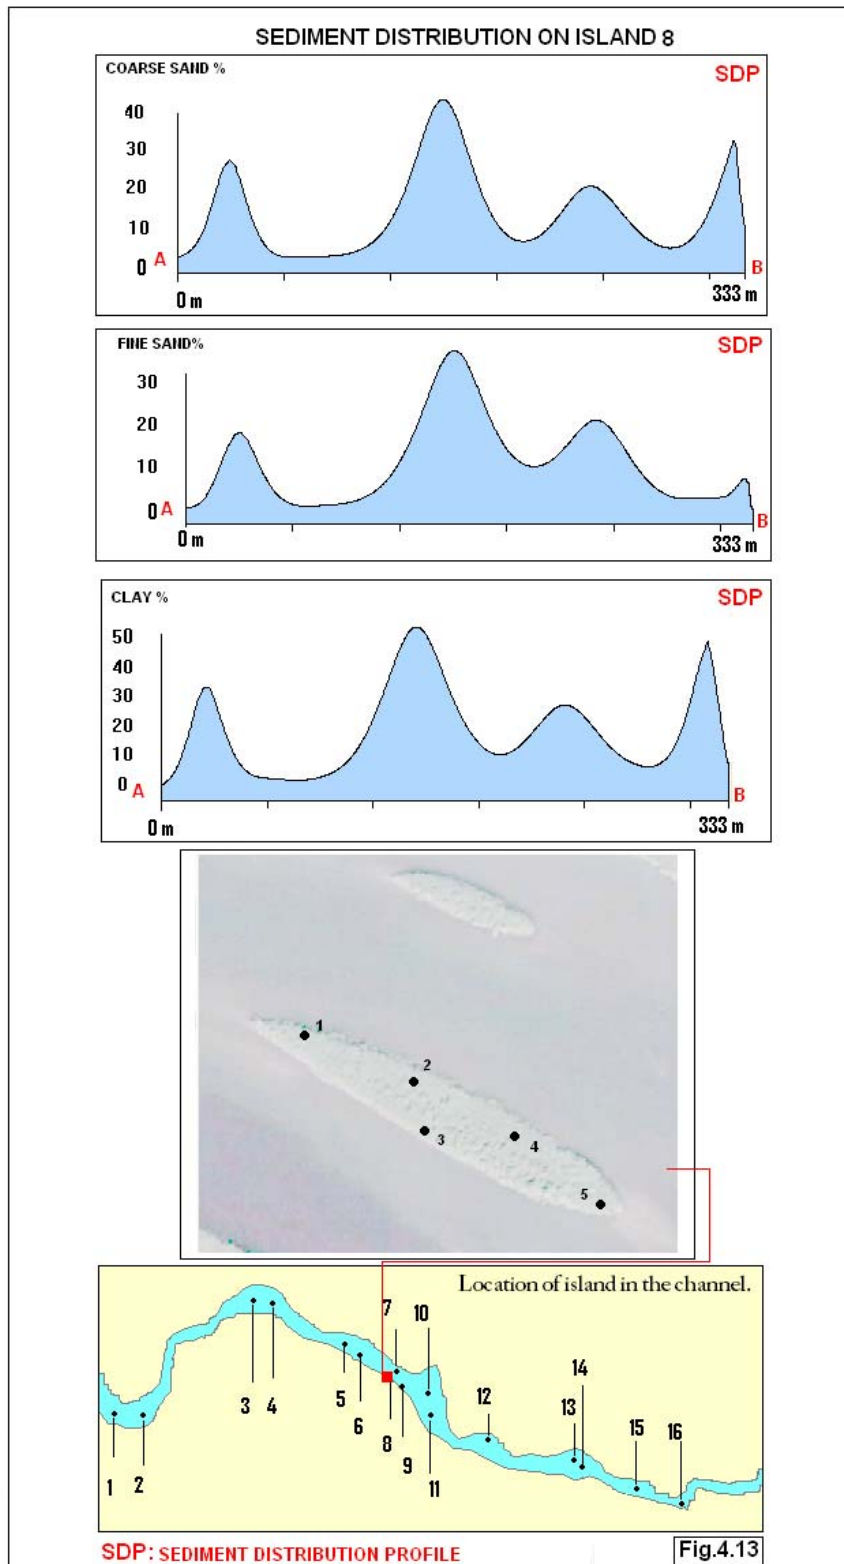 SEDIMENT DISTRIBUTION ON ISLAND 8
COARSE SAND %
SDP
40
30
20
10
0
A
B
0 m
333 m
FINE SAND%
SDP
30
20
10
0
A
B
0 m
333 m
CLAY %
SDP
50
40
30
20
10
0
A
B
0 m
333 m
1
2
3
4
5
Location of island in the channel.
7
10
14
12
13
15
16
3
4
5
6
8
9
11
1
2
SDP: SEDIMENT DISTRIBUTION PROFILE
Fig.4.13